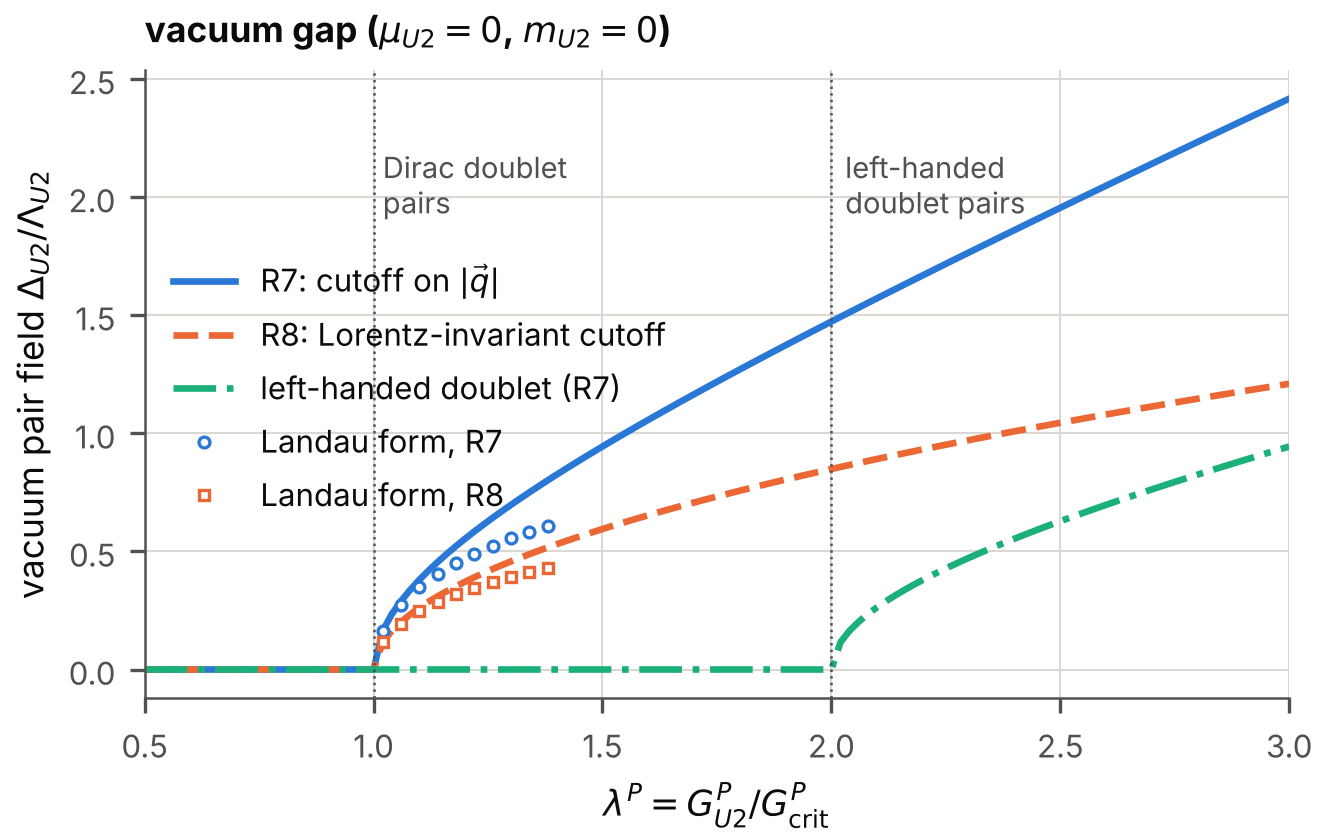 vacuum gap (μ_{U2} = 0, m_{U2} = 0)
vacuum pair field Δ_{U2}/Λ_{U2}
2.5
2.0
1.5
1.0
0.5
0.0
Dirac doublet
pairs
left-handed
doublet pairs
R7: cutoff on |q⃗|
R8: Lorentz-invariant cutoff
left-handed doublet (R7)
Landau form, R7
Landau form, R8
0.5 1.0 1.5 2.0 2.5 3.0
λ^P = G^P_{U2}/G^P_{crit}